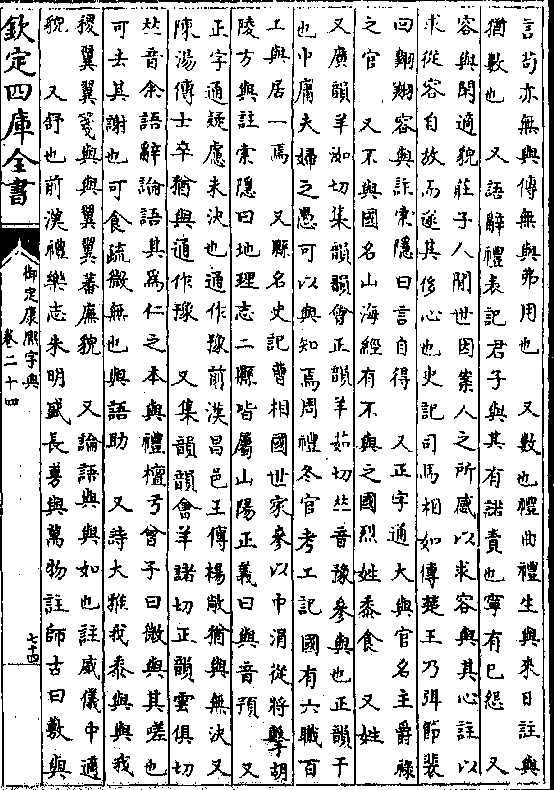 言茍亦無與傳無與弗用也　又數也禮曲禮生與來日註與
猶數也　又語辭禮表記君子與其有諾責也寧有已怨　又
容與閒適貌莊子人閒世因案人之所感以求容與其心註以
求從容自放而遂其侈心也史記司馬相如傳楚王乃弭節裴
回翺翔容與註索隱曰言自得　又正字通大與官名主爵祿
之官　又不與國名山海經有不與之國烈姓黍食　又姓
又廣韻羊洳切集韻韻會正韻羊茹切𠀤音豫參與也正韻干
也中庸夫婦之愚可以與知焉周禮冬官考工記國有六職百
工與居一焉　又縣名史記曹相國世家參以中涓從將擊胡
陵方與註索隱曰地理志二縣皆屬山陽正義曰與音預　又
正字通疑慮未決也通作豫前漢昌邑王傳楊敞猶與無決又
陳湯傳士卒猶與通作豫　又集韻韻會羊諸切正韻雲俱切
𠀤音余語辭論語其爲仁之本與禮檀弓曾子曰微與其嗟也
可去其謝也可食疏微無也與語助　又詩大雅我黍與與我
稷翼翼箋與與翼翼蕃廡貌　又論語與與如也註威儀中適
貌　又舒也前漢禮樂志朱明盛長旉與萬物註師古曰敷與
欽定四庫全書
御定康熙字典
卷二十四
七十四